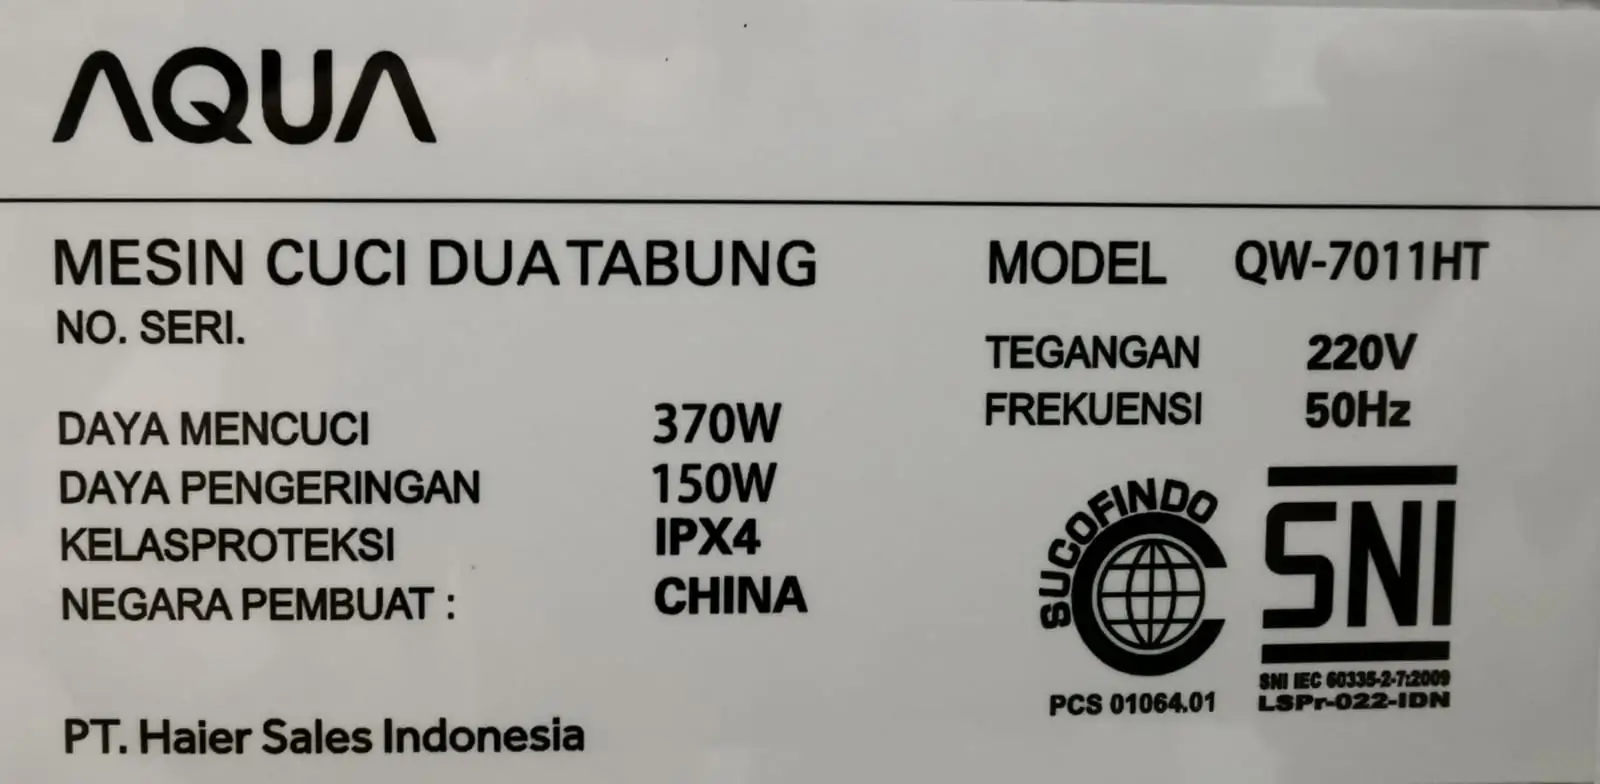 AQUA
MESIN CUCI DUA TABUNG
NO. SERI.
DAYA MENCUCI 370W
DAYA PENGERINGAN 150W
KELASPROTEKSI IPX4
NEGARA PEMBUAT : CHINA
PT. Haier Sales Indonesia
MODEL QW-7011HT
TEGANGAN 220V
FREKUENSI 50Hz
SUCOFINDO
PCS 01064.01
SNI
SNI IEC 60335-2-7:2009
LSPr-022-IDN